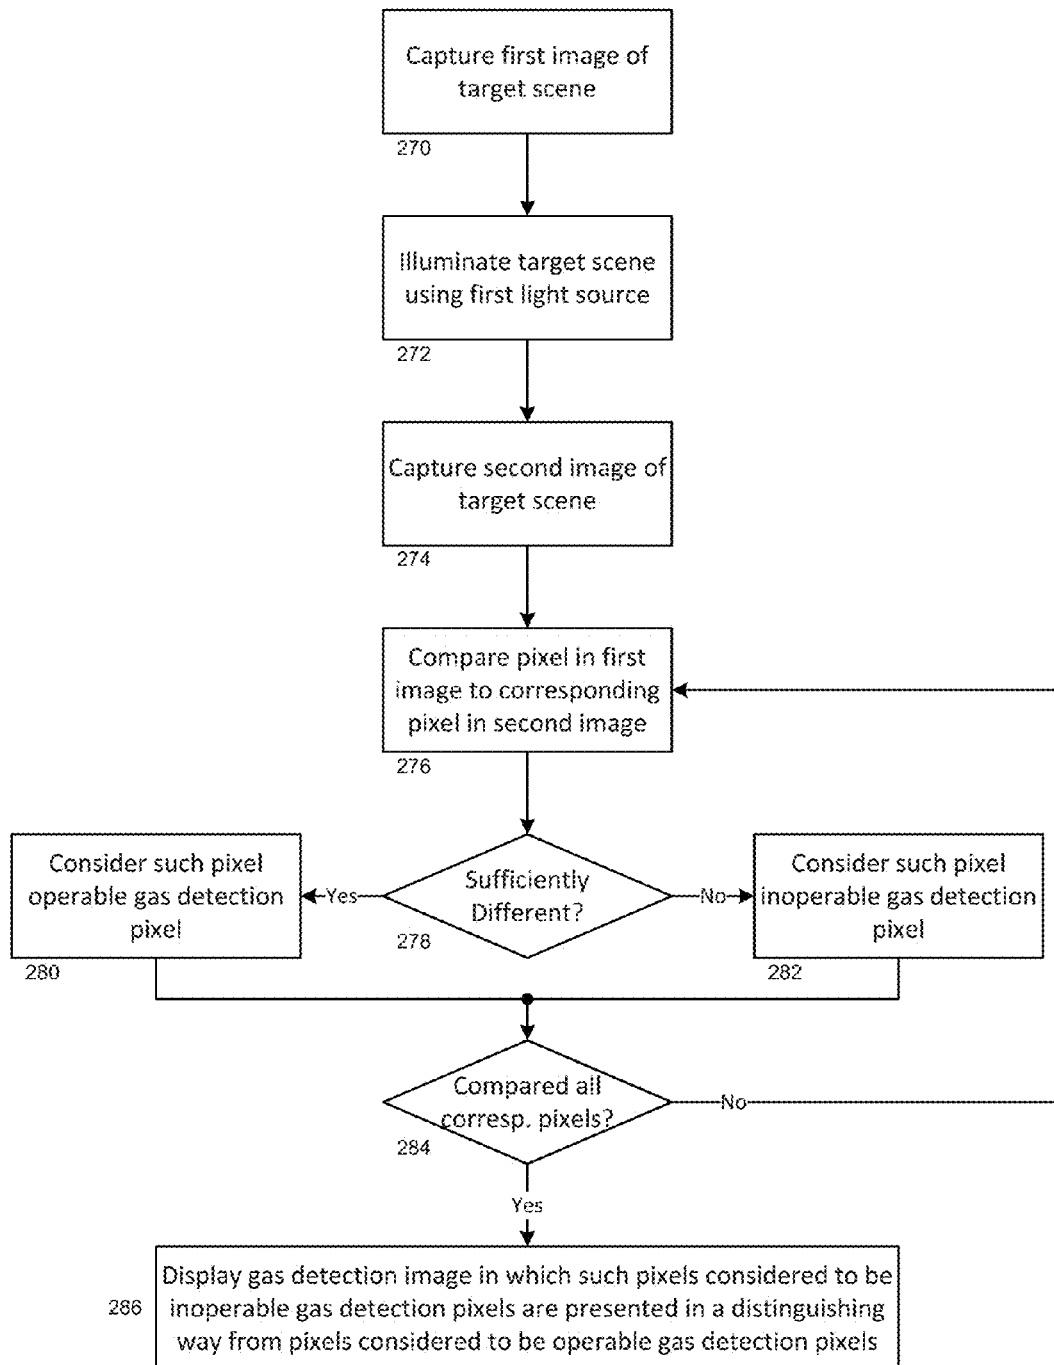 Capture first image of
target scene
270
Illuminate target scene
using first light source
272
Capture second image of
target scene
274
Compare pixel in first
image to corresponding
pixel in second image
276
Consider such pixel
operable gas detection
pixel
280
Yes
Sufficiently
Different?
278
No
Consider such pixel
inoperable gas detection
pixel
282
Compared all
corresp. pixels?
284
No
Yes
286
Display gas detection image in which such pixels considered to be
inoperable gas detection pixels are presented in a distinguishing
way from pixels considered to be operable gas detection pixels